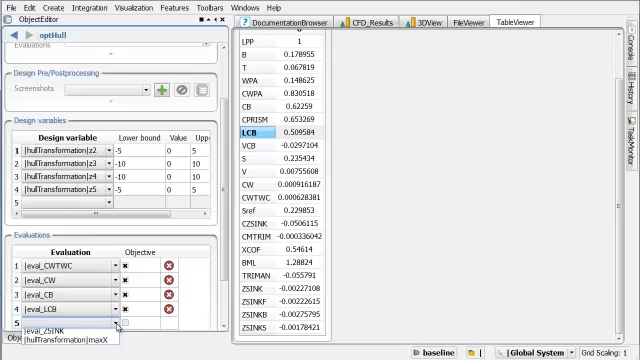 File Edit Create Integration Visualization Features Tools Windows Help
ObjectEditor
DocumentationBrowser CFD_Results 3DView FileViewer TableViewer
optHull
Evaluations
Design Pre/Postprocessing
Screenshots
Design variables
Design variable Lower bound Value Uppe
1 |hullTransformation|z2 -5 0 5
2 |hullTransformation|z3 -10 0 10
3 |hullTransformation|z4 -10 0 10
4 |hullTransformation|z5 -5 0 5
5
Evaluations
Evaluation Objective
1 |eval_CWTWC
2 |eval_CW
3 |eval_CB
4 |eval_LCB
5
|eval_ZSINK
|hullTransformation|maxX
LPP 1
B 0.178955
T 0.067819
WPA 0.148625
CWPA 0.830518
CB 0.62259
CPRISM 0.653269
LCB 0.509584
VCB -0.0297104
S 0.235434
V 0.00755608
CW 0.000916187
CWTWC 0.000628381
Sref 0.229853
CZSINK -0.0506115
CMTRIM -0.000336042
XCOF 0.54614
BML 1.28824
TRIMAN -0.055791
ZSINK -0.00227108
ZSINKF -0.00272815
ZSINKB -0.00275795
ZSINKS -0.00178421
Console
History
TaskMonitor
baseline | Global System Grid Scaling: 1